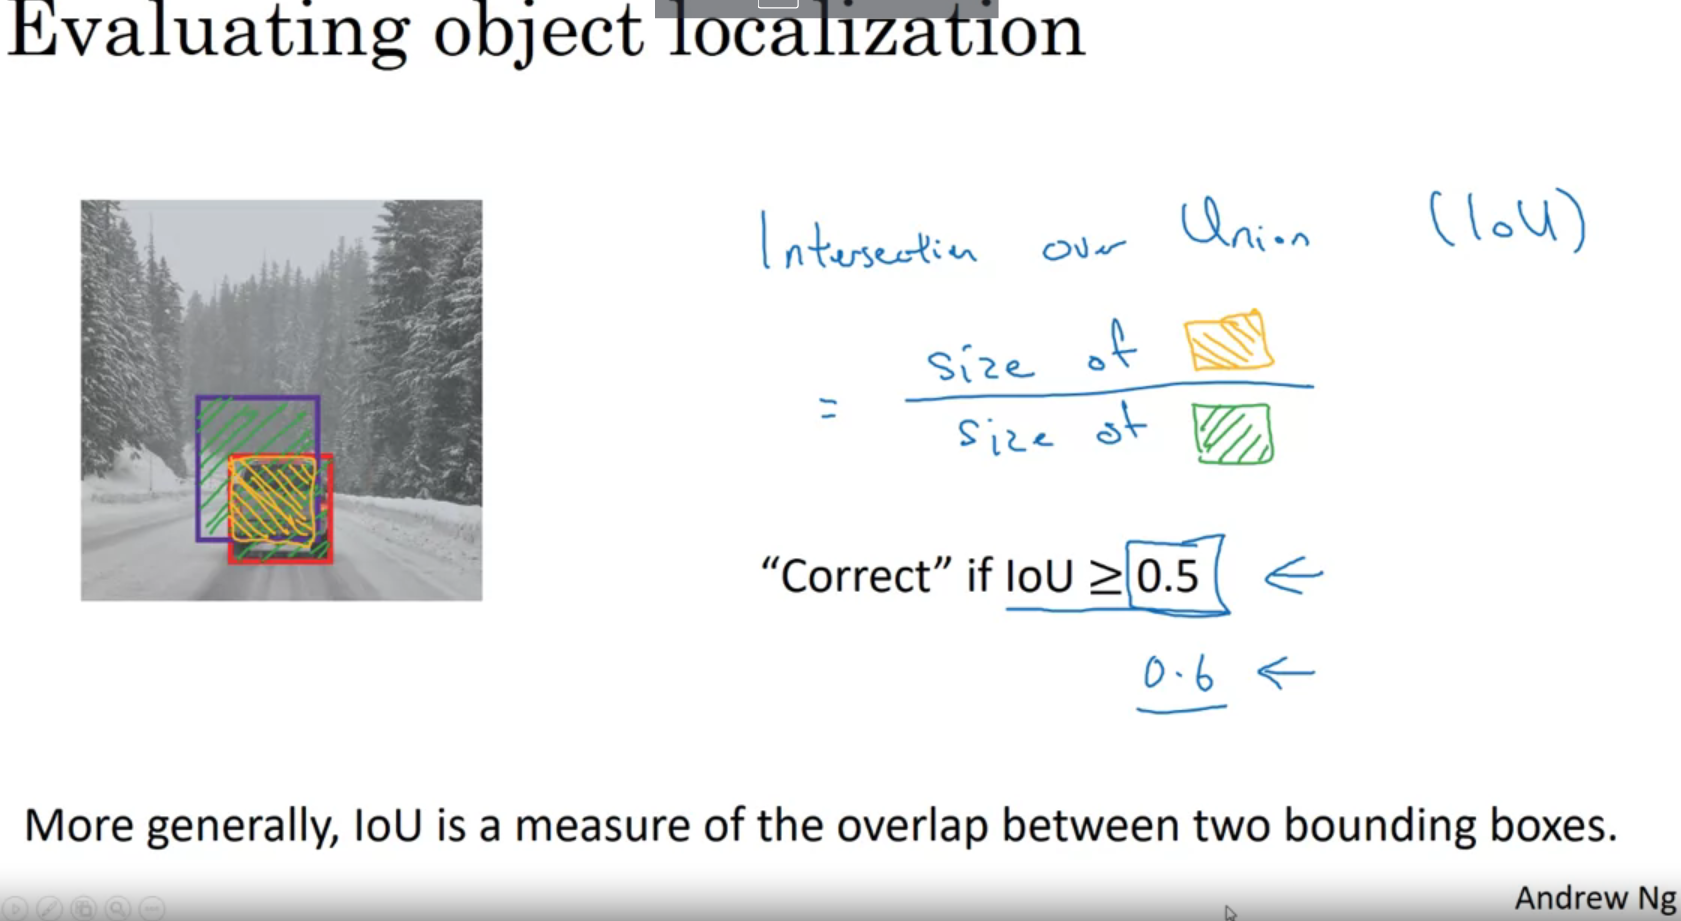 Evaluating object localization
Intersection over Union (IoU)
= size of
size of
“Correct” if IoU ≥ 0.5 ←
0.6 ←
More generally, IoU is a measure of the overlap between two bounding boxes.
Andrew Ng